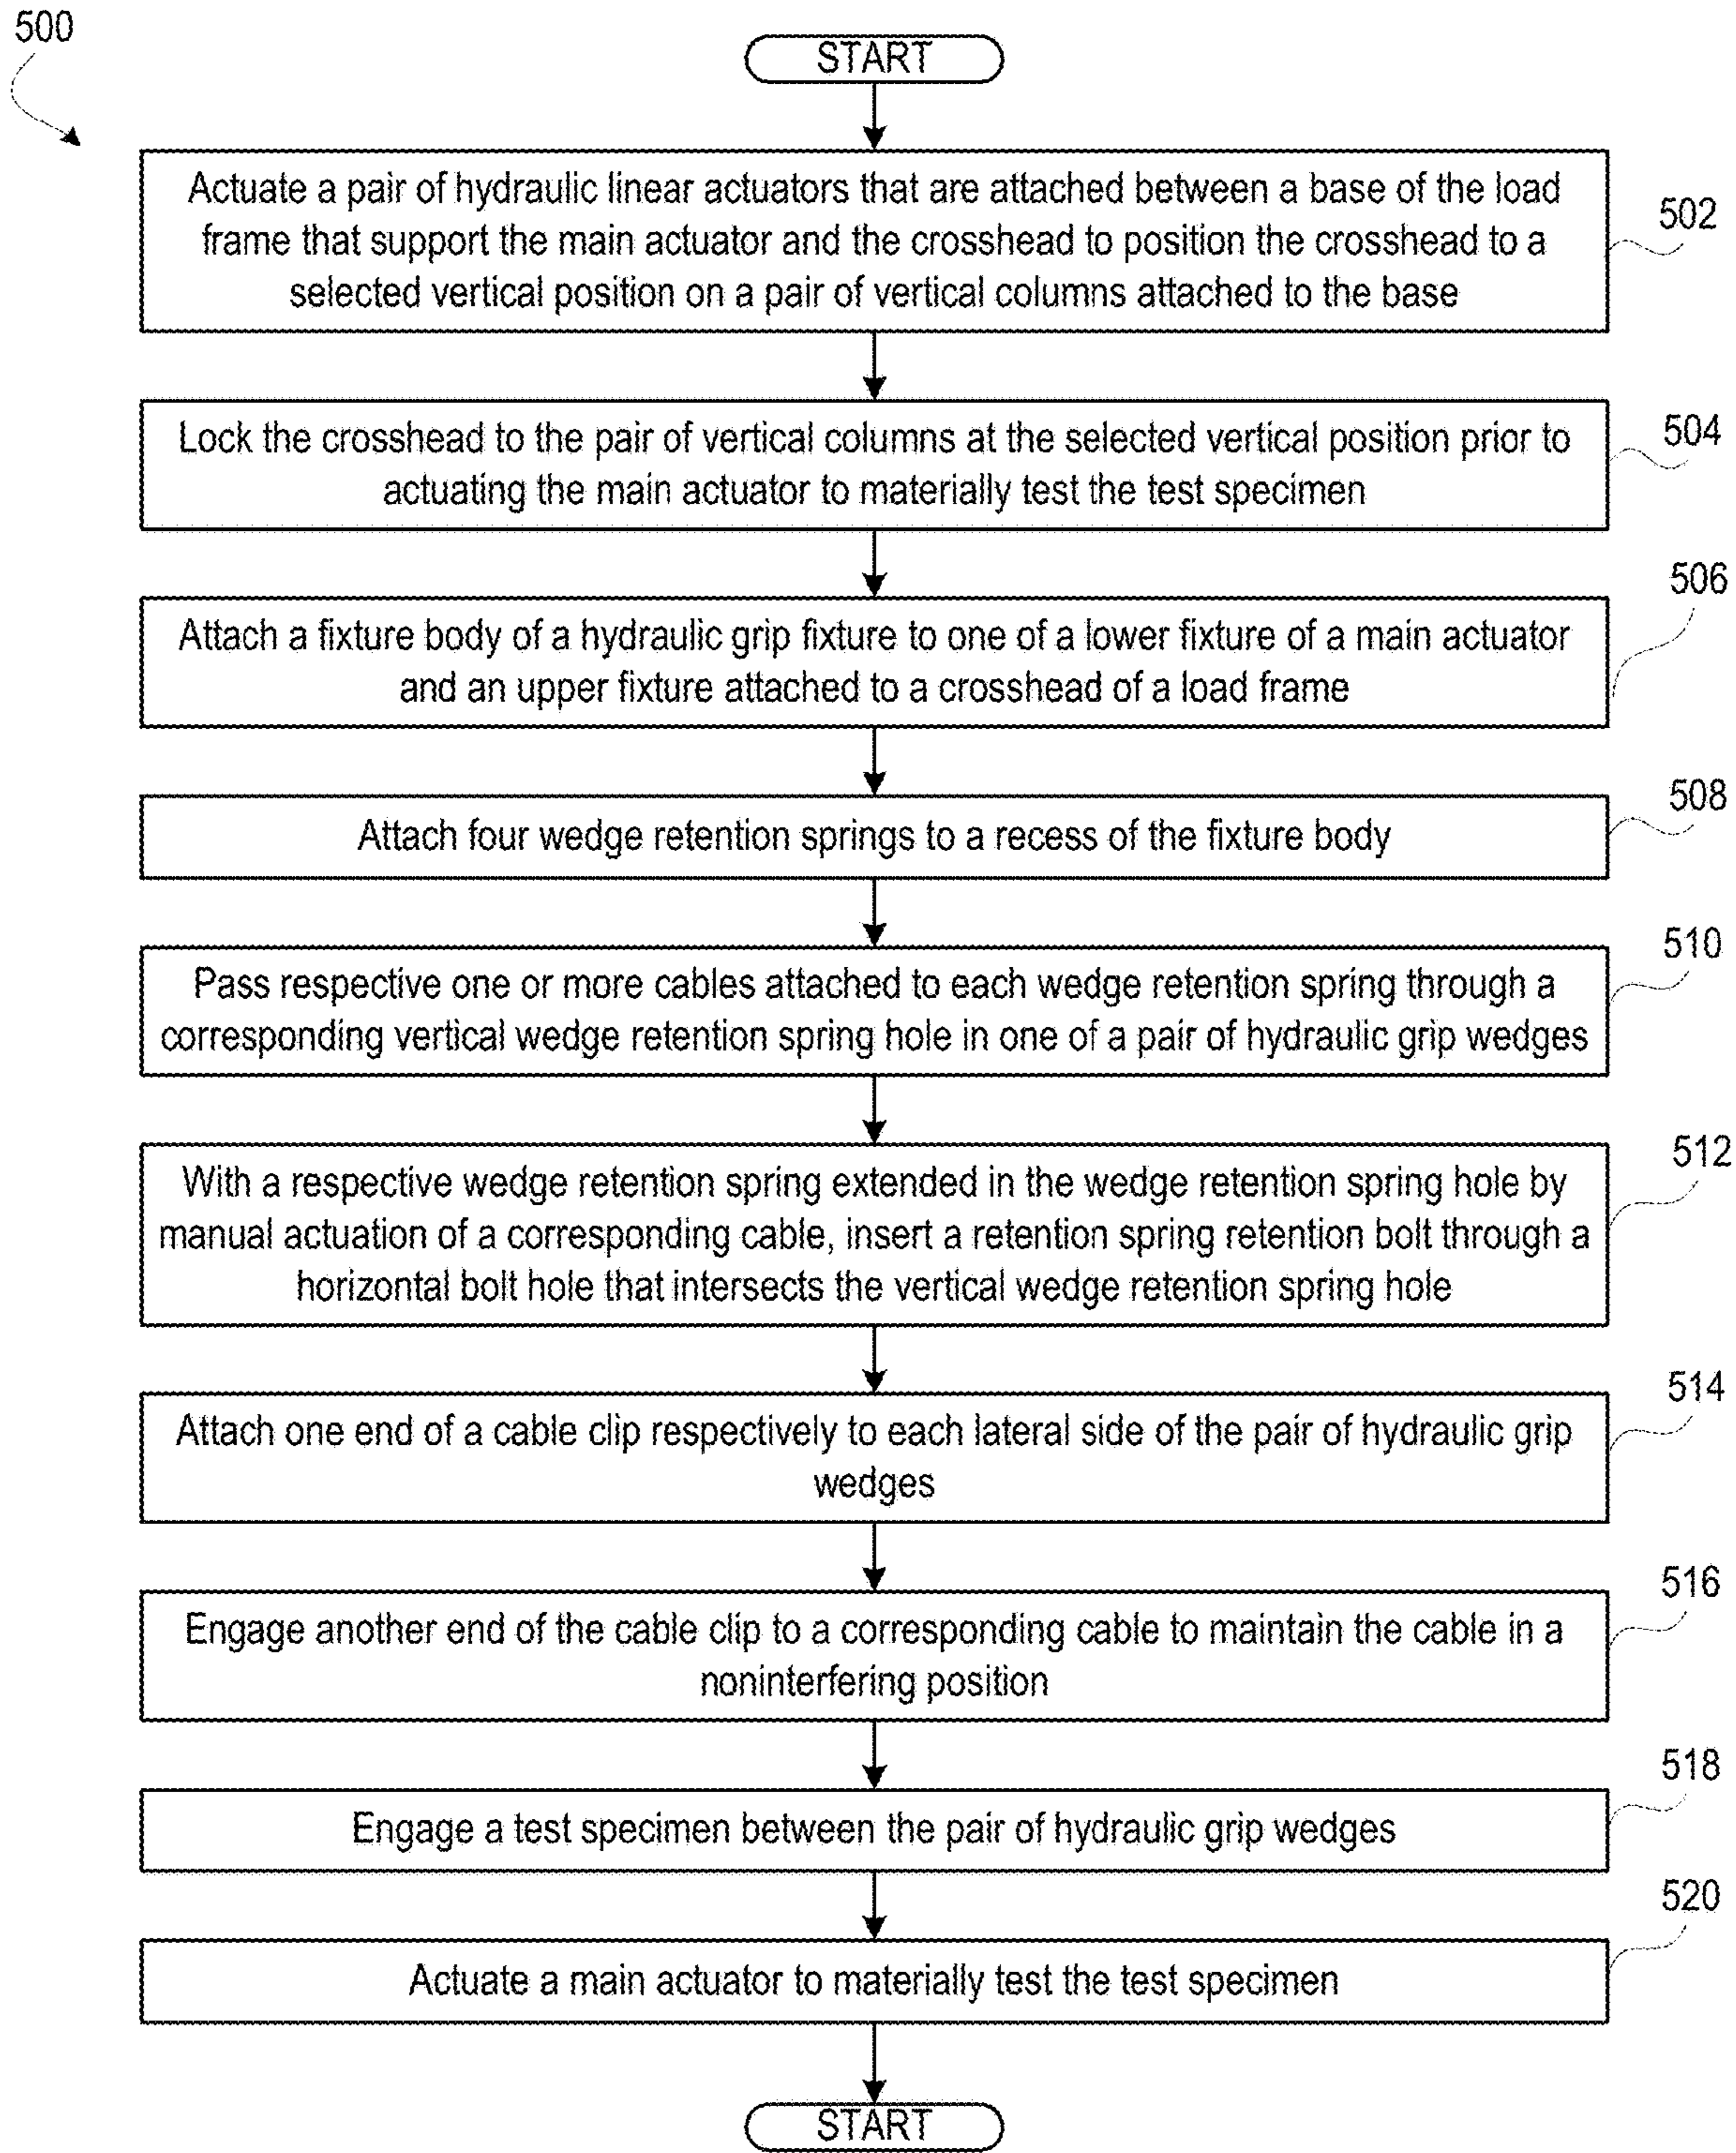 500
START
Actuate a pair of hydraulic linear actuators that are attached between a base of the load
frame that support the main actuator and the crosshead to position the crosshead to a
selected vertical position on a pair of vertical columns attached to the base
502
Lock the crosshead to the pair of vertical columns at the selected vertical position prior to
actuating the main actuator to materially test the test specimen
504
Attach a fixture body of a hydraulic grip fixture to one of a lower fixture of a main actuator
and an upper fixture attached to a crosshead of a load frame
506
Attach four wedge retention springs to a recess of the fixture body
508
Pass respective one or more cables attached to each wedge retention spring through a
corresponding vertical wedge retention spring hole in one of a pair of hydraulic grip wedges
510
With a respective wedge retention spring extended in the wedge retention spring hole by
manual actuation of a corresponding cable, insert a retention spring retention bolt through a
horizontal bolt hole that intersects the vertical wedge retention spring hole
512
Attach one end of a cable clip respectively to each lateral side of the pair of hydraulic grip
wedges
514
Engage another end of the cable clip to a corresponding cable to maintain the cable in a
noninterfering position
516
Engage a test specimen between the pair of hydraulic grip wedges
518
Actuate a main actuator to materially test the test specimen
520
START